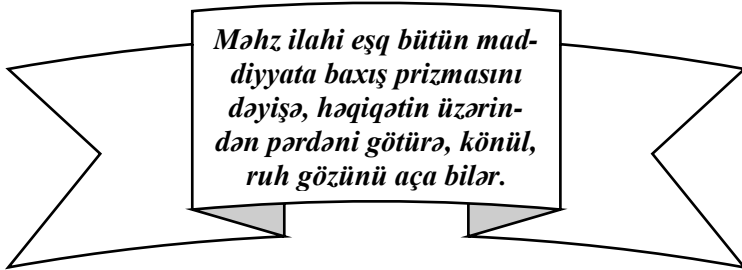 Məhz ilahi eşq bütün mad-
diyyata baxış prizmasını
dəyişə, həqiqətin üzərin-
dən pərdəni götürə, könül,
ruh gözünü aça bilər.